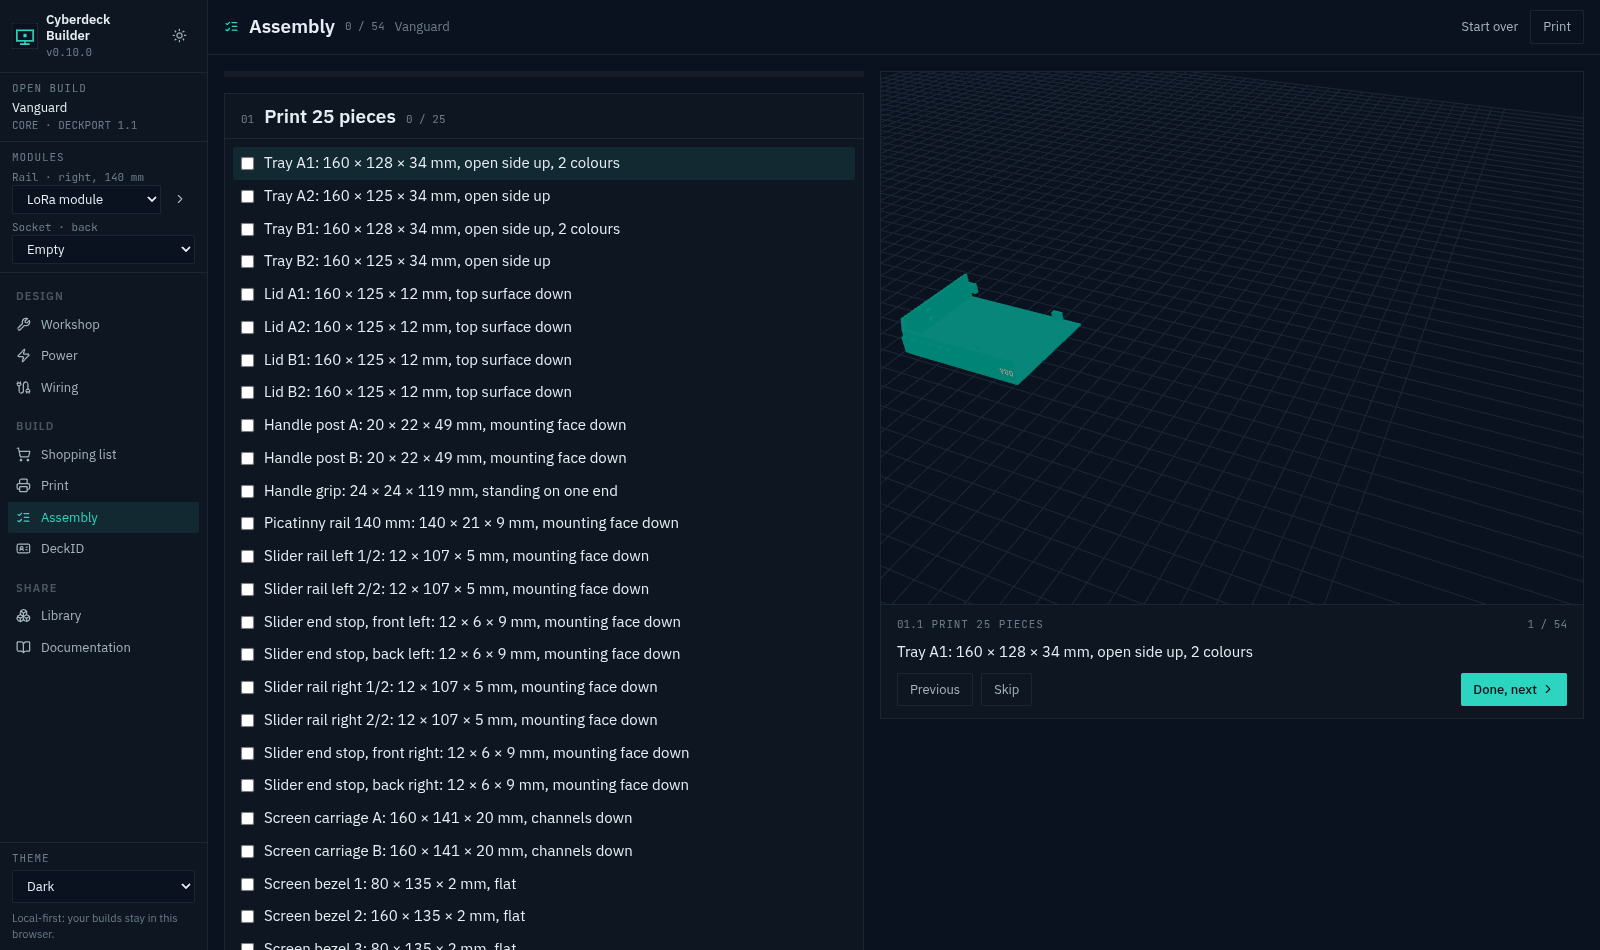 Cyberdeck
Builder
v0.10.0
OPEN BUILD
Vanguard
CORE · DECKPORT 1.1
MODULES
Rail · right, 140 mm
LoRa module
Socket · back
Empty
DESIGN
Workshop
Power
Wiring
BUILD
Shopping list
Print
Assembly
DeckID
SHARE
Library
Documentation
THEME
Dark
Local-first: your builds stay in this
browser.
Assembly 0 / 54 Vanguard
Start over Print
01 Print 25 pieces 0 / 25
Tray A1: 160 × 128 × 34 mm, open side up, 2 colours
Tray A2: 160 × 125 × 34 mm, open side up
Tray B1: 160 × 128 × 34 mm, open side up, 2 colours
Tray B2: 160 × 125 × 34 mm, open side up
Lid A1: 160 × 125 × 12 mm, top surface down
Lid A2: 160 × 125 × 12 mm, top surface down
Lid B1: 160 × 125 × 12 mm, top surface down
Lid B2: 160 × 125 × 12 mm, top surface down
Handle post A: 20 × 22 × 49 mm, mounting face down
Handle post B: 20 × 22 × 49 mm, mounting face down
Handle grip: 24 × 24 × 119 mm, standing on one end
Picatinny rail 140 mm: 140 × 21 × 9 mm, mounting face down
Slider rail left 1/2: 12 × 107 × 5 mm, mounting face down
Slider rail left 2/2: 12 × 107 × 5 mm, mounting face down
Slider end stop, front left: 12 × 6 × 9 mm, mounting face down
Slider end stop, back left: 12 × 6 × 9 mm, mounting face down
Slider rail right 1/2: 12 × 107 × 5 mm, mounting face down
Slider rail right 2/2: 12 × 107 × 5 mm, mounting face down
Slider end stop, front right: 12 × 6 × 9 mm, mounting face down
Slider end stop, back right: 12 × 6 × 9 mm, mounting face down
Screen carriage A: 160 × 141 × 20 mm, channels down
Screen carriage B: 160 × 141 × 20 mm, channels down
Screen bezel 1: 80 × 135 × 2 mm, flat
Screen bezel 2: 160 × 135 × 2 mm, flat
Screen bezel 3: 80 × 135 × 2 mm, flat
01.1 PRINT 25 PIECES 1 / 54
Tray A1: 160 × 128 × 34 mm, open side up, 2 colours
Previous Skip Done, next